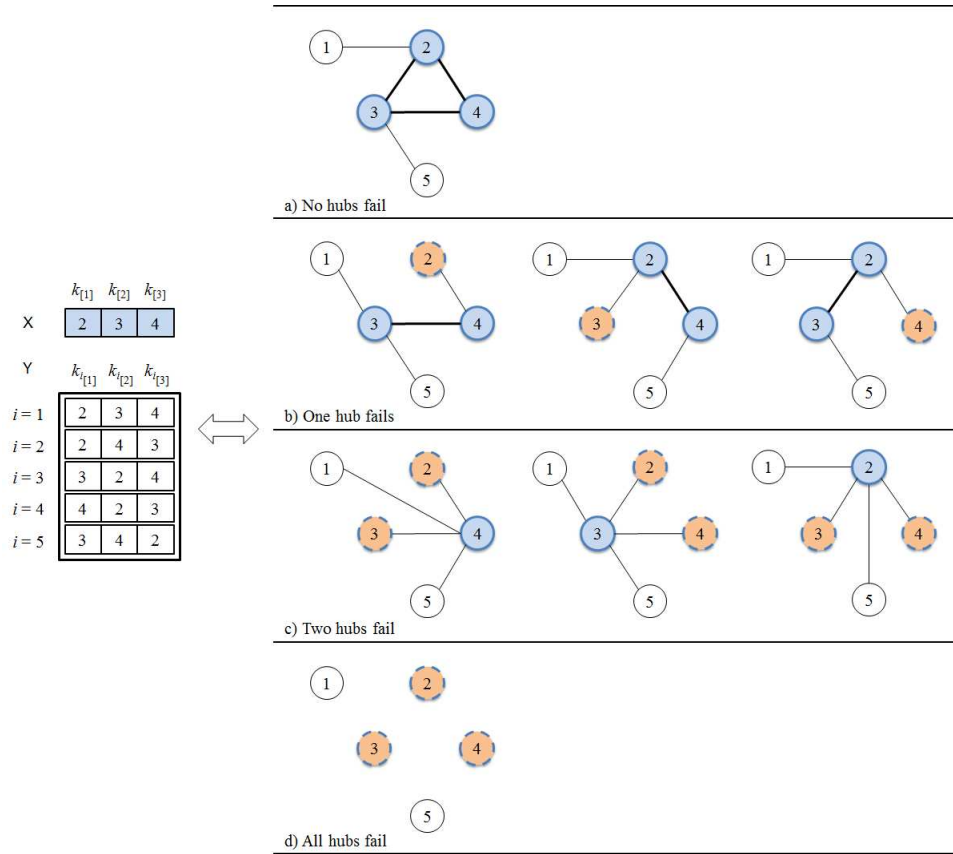 1 2
3 4
5
a) No hubs fail
1 2 1 2 1 2
3 4 3 4 3 4
5 5 5
b) One hub fails
k[1] k[2] k[3]
X 2 3 4
Y ki[1] ki[2] ki[3]
i = 1 2 3 4
i = 2 2 4 3
i = 3 3 2 4
i = 4 4 2 3
i = 5 3 4 2
1 2 1 2 1 2
3 4 3 4 3 4
5 5 5
c) Two hubs fail
1 2
3 4
5
d) All hubs fail